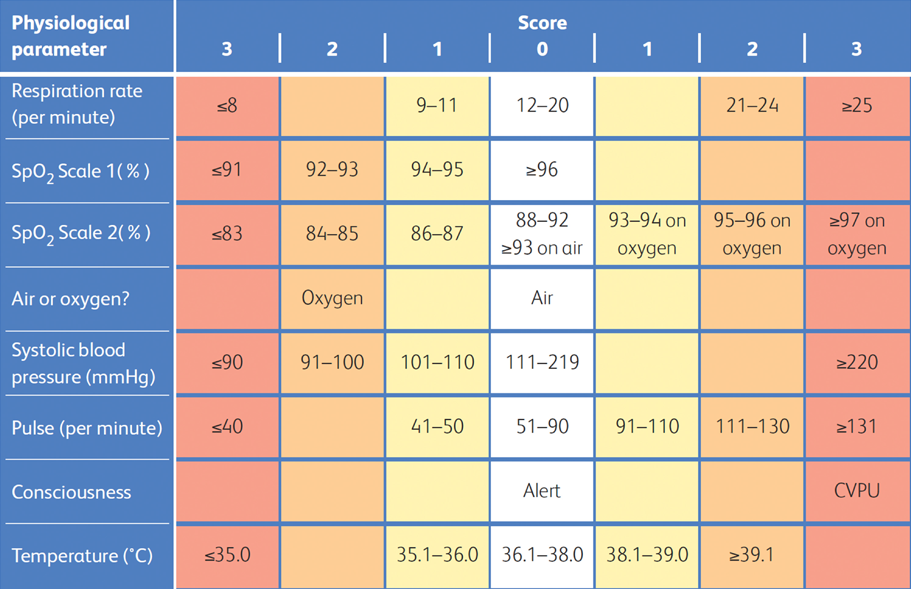 Physiological parameter
Score
3 2 1 0 1 2 3
Respiration rate (per minute)
≤8
9–11
12–20
21–24
≥25
SpO₂ Scale 1(%)
≤91
92–93
94–95
≥96
SpO₂ Scale 2(%)
≤83
84–85
86–87
88–92
≥93 on air
93–94 on oxygen
95–96 on oxygen
≥97 on oxygen
Air or oxygen?
Oxygen
Air
Systolic blood pressure (mmHg)
≤90
91–100
101–110
111–219
≥220
Pulse (per minute)
≤40
41–50
51–90
91–110
111–130
≥131
Consciousness
Alert
CVPU
Temperature (°C)
≤35.0
35.1–36.0
36.1–38.0
38.1–39.0
≥39.1